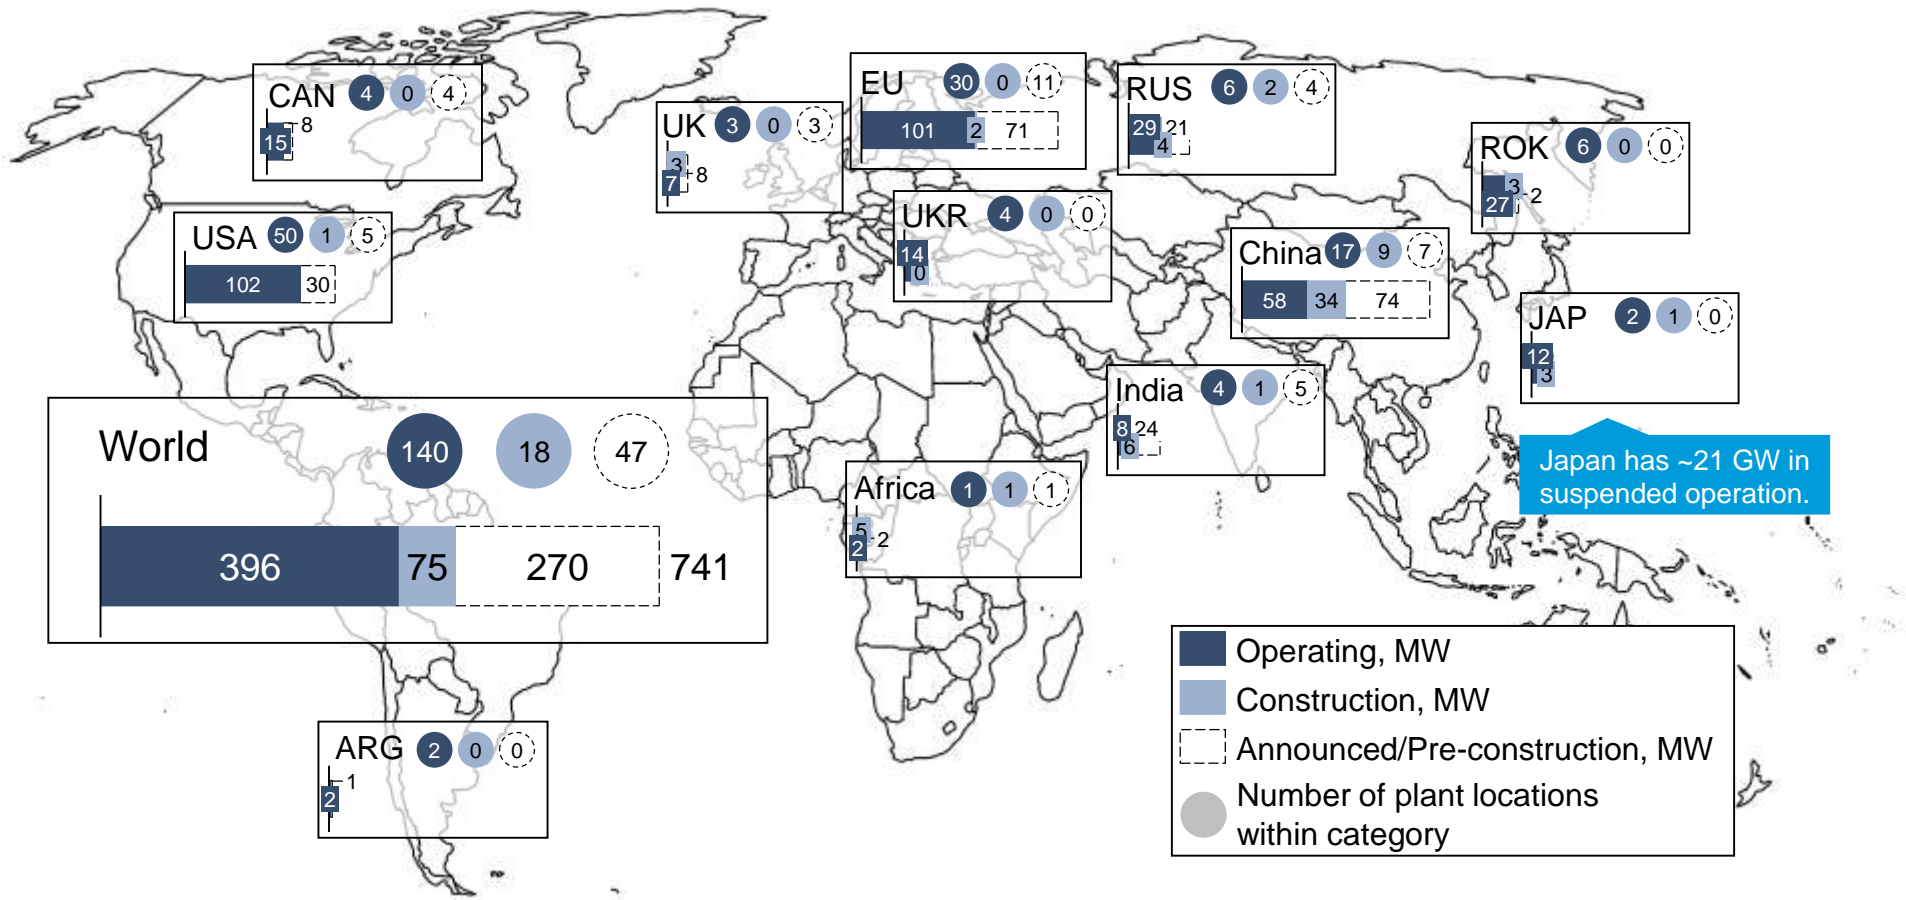 CAN 4 0 4
8
15
USA 50 1 5
102 30
UK 3 0 3
3
8
7
EU 30 0 11
101 2 71
RUS 6 2 4
29 21
4
ROK 6 0 0
3
2
27
UKR 4 0 0
14
0
China 17 9 7
58 34 74
JAP 2 1 0
12
3
Japan has ~21 GW in
suspended operation.
India 4 1 5
8 24
6
World 140 18 47
396 75 270 741
Africa 1 1 1
5
2
2
ARG 2 0 0
1
2
Operating, MW
Construction, MW
Announced/Pre-construction, MW
Number of plant locations
within category